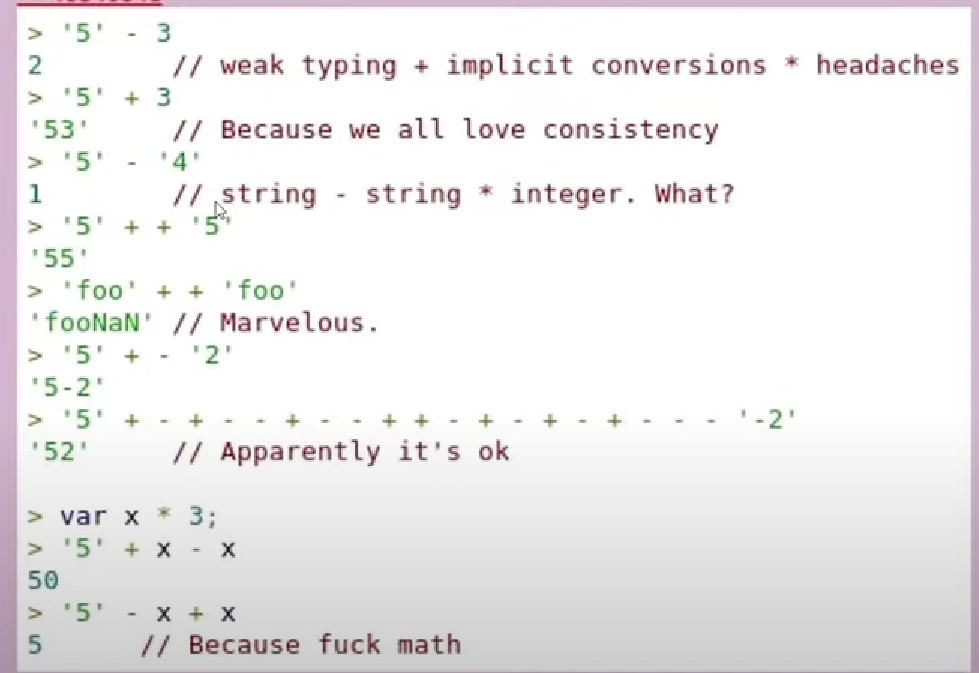 > '5' - 3
2 // weak typing + implicit conversions * headaches
> '5' + 3
'53' // Because we all love consistency
> '5' - '4'
1 // string - string * integer. What?
> '5' + + '5'
'55'
> 'foo' + + 'foo'
'fooNaN' // Marvelous.
> '5' + - '2'
'5-2'
> '5' + - + - - + - - + + - + - + - + - - - '-2'
'52' // Apparently it's ok
> var x * 3;
> '5' + x - x
50
> '5' - x + x
5 // Because fuck math